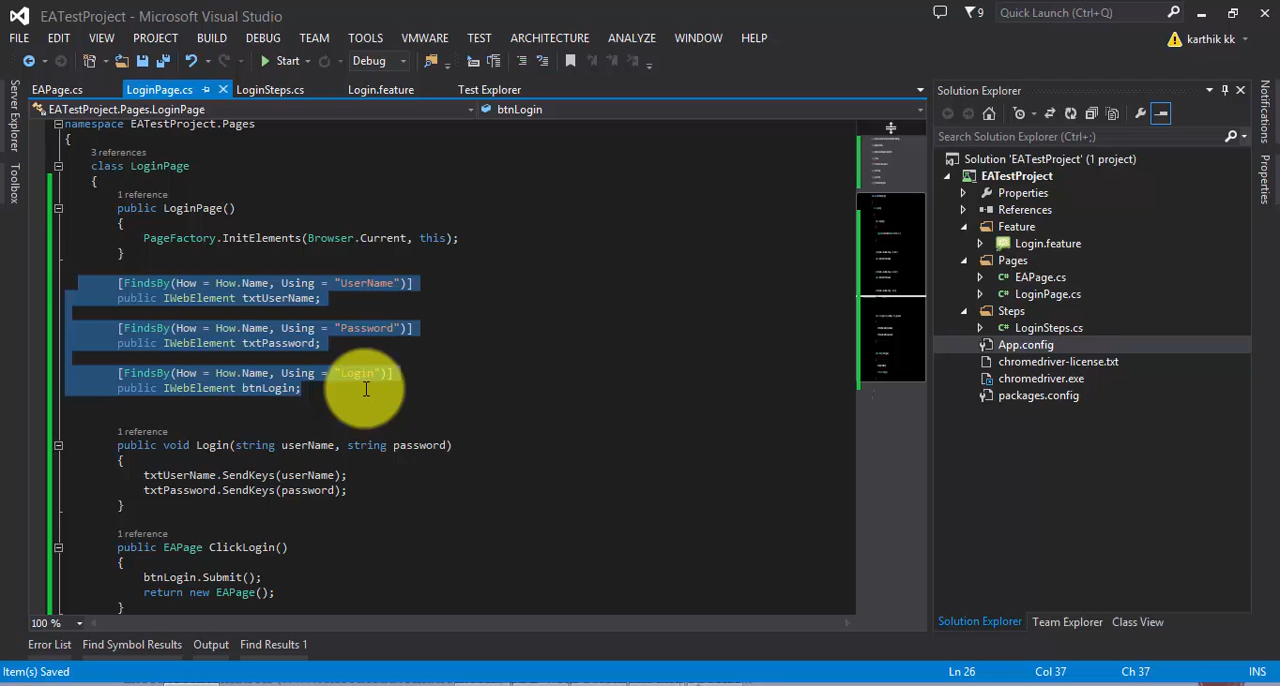 EATestProject - Microsoft Visual Studio
9
Quick Launch (Ctrl+Q)
FILE EDIT VIEW PROJECT BUILD DEBUG TEAM TOOLS VMWARE TEST ARCHITECTURE ANALYZE WINDOW HELP
karthik kk
Start
Debug
EAPage.cs LoginPage.cs LoginSteps.cs Login.feature Test Explorer
EATestProject.Pages.LoginPage btnLogin
Server Explorer
Toolbox
namespace EATestProject.Pages
{
3 references
class LoginPage
{
1 reference
public LoginPage()
{
PageFactory.InitElements(Browser.Current, this);
}
[FindsBy(How = How.Name, Using = "UserName")]
public IWebElement txtUserName;
[FindsBy(How = How.Name, Using = "Password")]
public IWebElement txtPassword;
[FindsBy(How = How.Name, Using = "Login")]
public IWebElement btnLogin;
1 reference
public void Login(string userName, string password)
{
txtUserName.SendKeys(userName);
txtPassword.SendKeys(password);
}
1 reference
public EAPage ClickLogin()
{
btnLogin.Submit();
return new EAPage();
}
100 %
Solution Explorer
Search Solution Explorer (Ctrl+;)
Solution 'EATestProject' (1 project)
EATestProject
Properties
References
Feature
Login.feature
Pages
EAPage.cs
LoginPage.cs
Steps
LoginSteps.cs
App.config
chromedriver-license.txt
chromedriver.exe
packages.config
Solution Explorer Team Explorer Class View
Notifications
Properties
Error List Find Symbol Results Output Find Results 1
Item(s) Saved Ln 26 Col 37 Ch 37 INS